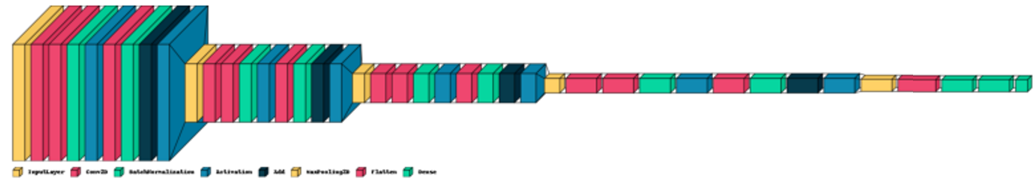 InputLayer Conv2D BatchNormalization Activation Add MaxPooling2D Flatten Dense